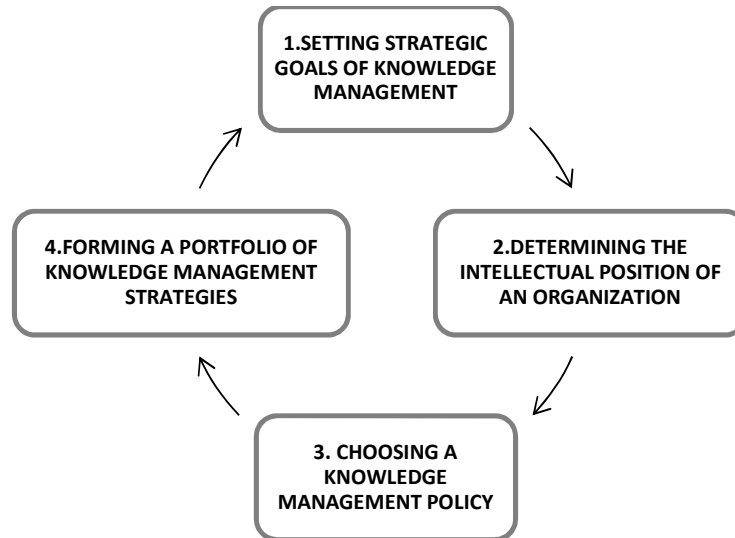 1.SETTING STRATEGIC
GOALS OF KNOWLEDGE
MANAGEMENT
2.DETERMINING THE
INTELLECTUAL POSITION OF
AN ORGANIZATION
3. CHOOSING A
KNOWLEDGE
MANAGEMENT POLICY
4.FORMING A PORTFOLIO OF
KNOWLEDGE MANAGEMENT
STRATEGIES